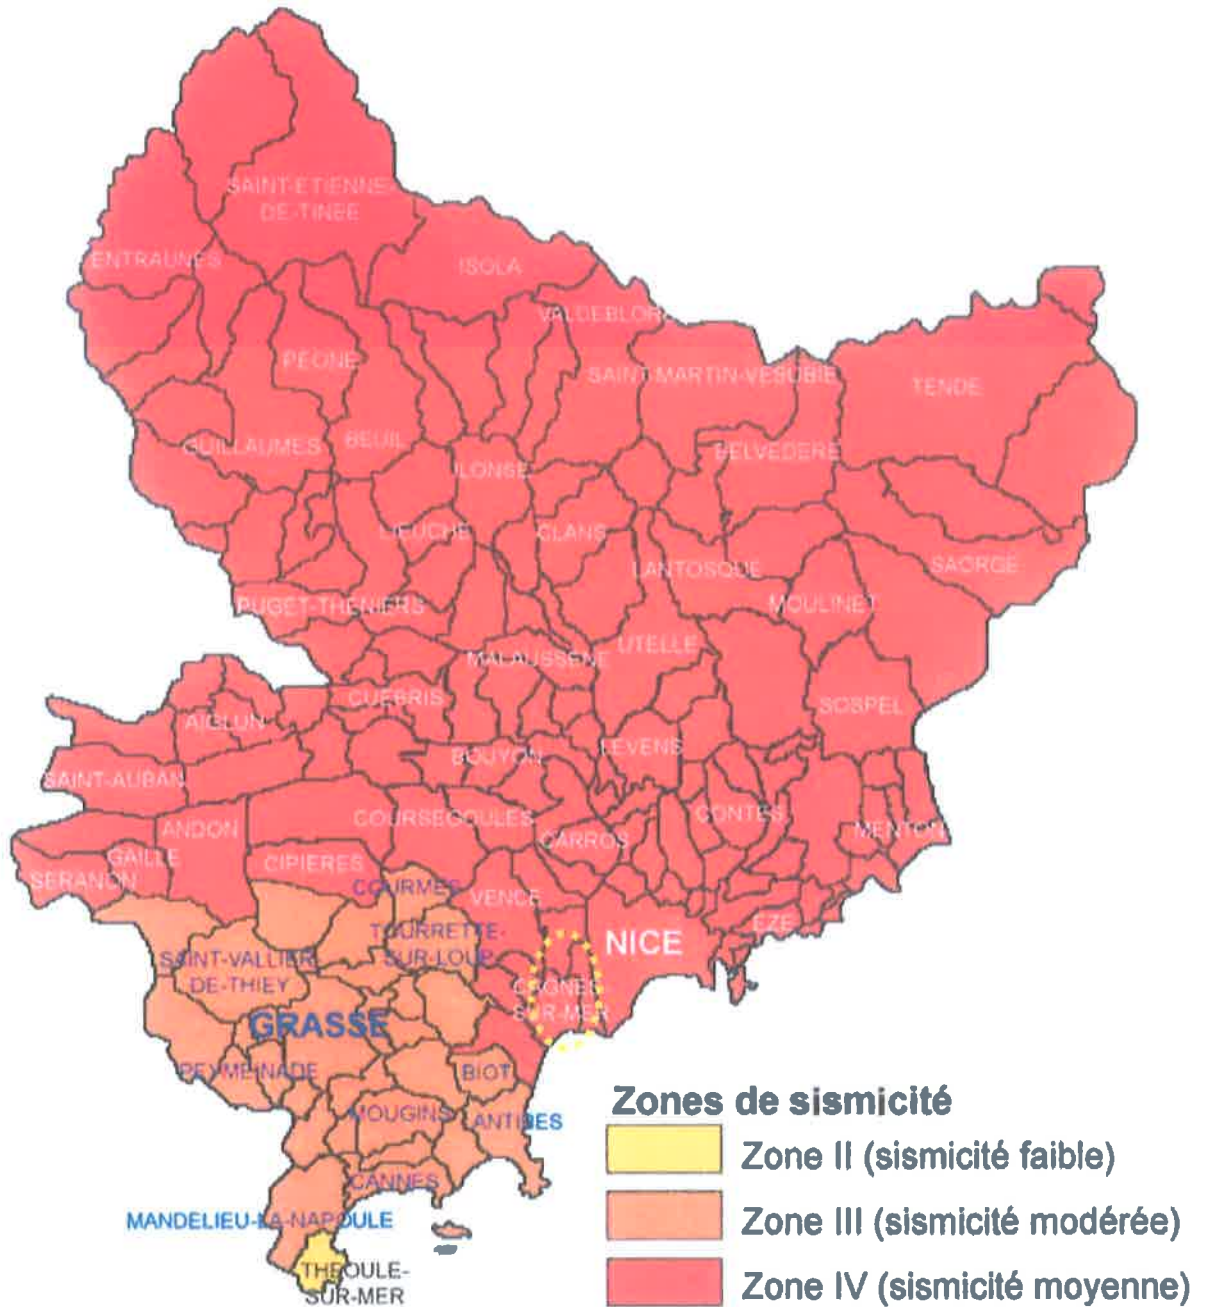 SAINT-ETIENNE-
DE-TINEE
ENTRAUNES
ISOLA
VALDEBLORE
PEONE
SAINT-MARTIN-VESUBIE
TENDE
GUILLAUMES
BEUIL
BELVEDERE
ILONSE
LIEUCHE
CLANS
LANTOSQUE
SAORGE
PUGET-THENIERS
MOULINET
UTELLE
MALAUSSENE
CUEBRIS
SOSPEL
AIGLUN
LEVENS
BOUYON
SAINT-AUBAN
COURSEGOULES
CONTES
ANDON
CARROS
MENTON
GAILLE
CIPIERES
SERANON
COURMES
VENCE
EZE
TOURRETTE-
SUR-LOUP
NICE
SAINT-VALLIER
DE-THIEY
CAGNES
SUR-MER
GRASSE
PEYMEINADE
BIOT
MOUGINS
ANTIBES
CANNES
MANDELIEU-LA-NAPOULE
THEOULE-
SUR-MER
Zones de sismicité
Zone II (sismicité faible)
Zone III (sismicité modérée)
Zone IV (sismicité moyenne)